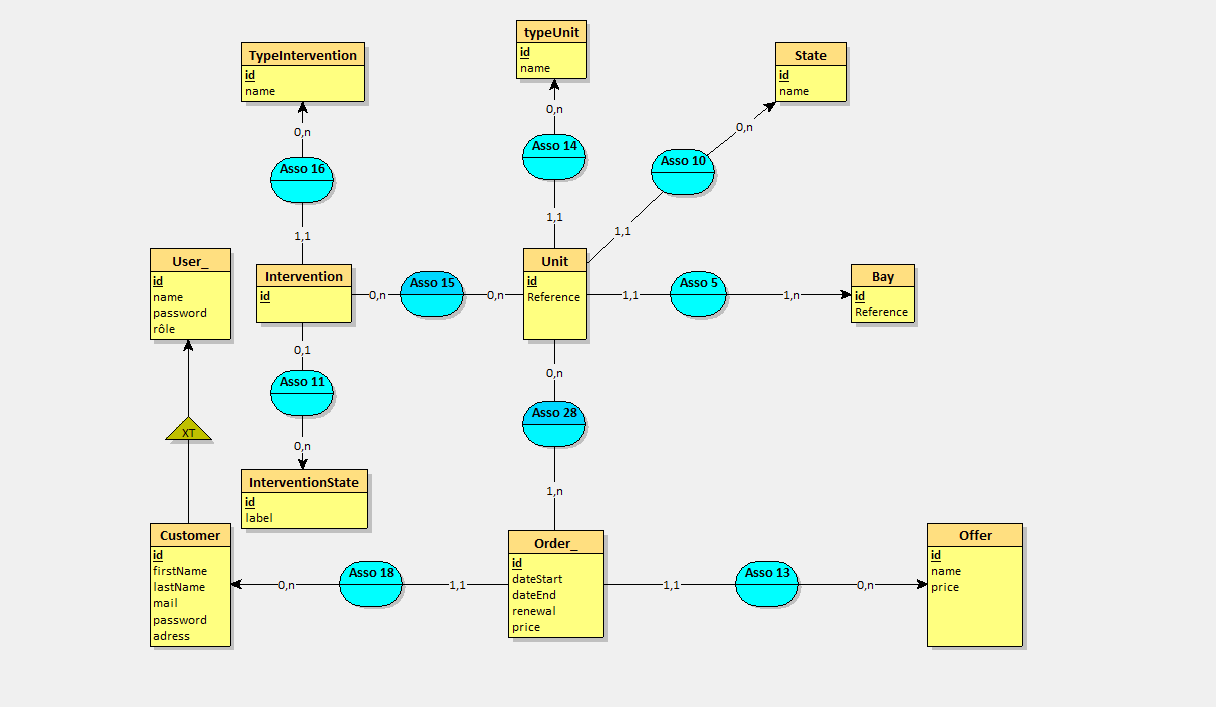 typeUnit
id
name
TypeIntervention
id
name
State
id
name
0,n
0,n
0,n
Asso 14
Asso 10
Asso 16
1,1
1,1
1,1
User_
id
name
password
rôle
Intervention
id
0,n
Asso 15
0,n
Unit
id
Reference
1,1
Asso 5
1,n
Bay
id
Reference
0,1
Asso 11
0,n
0,n
Asso 28
1,n
XT
InterventionState
id
label
Customer
id
firstName
lastName
mail
password
adress
0,n
Asso 18
1,1
Order_
id
dateStart
dateEnd
renewal
price
1,1
Asso 13
0,n
Offer
id
name
price